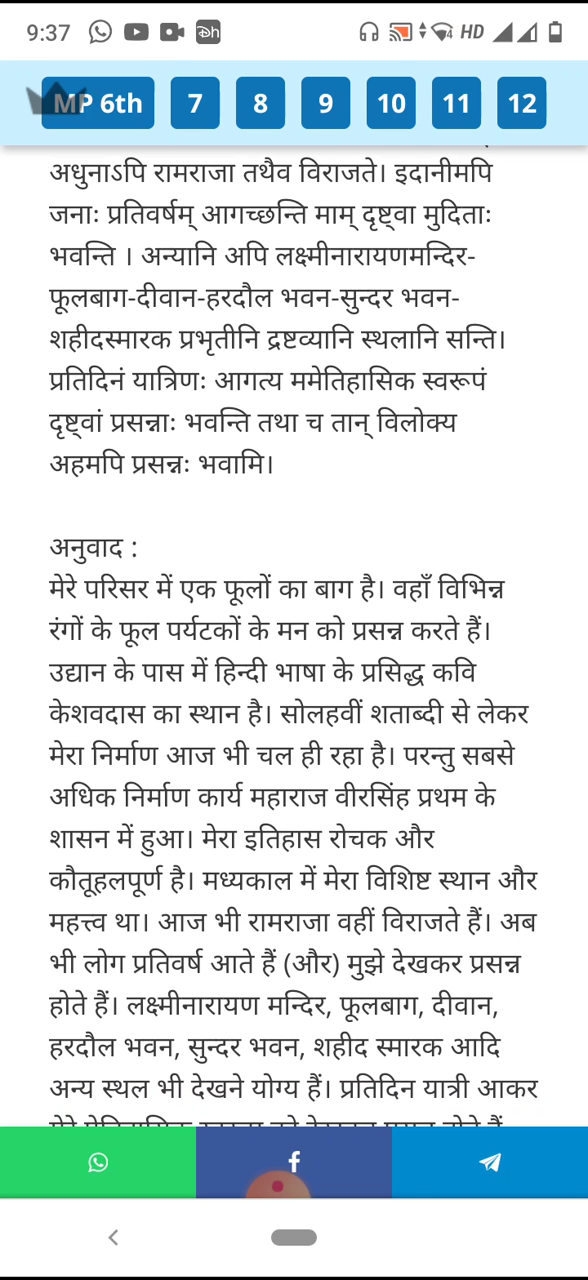 9:37
HD
MP 6th 7 8 9 10 11 12
अधुनाऽपि रामराजा तथैव विराजते। इदानीमपि
जनाः प्रतिवर्षम् आगच्छन्ति माम् दृष्ट्वा मुदिताः
भवन्ति । अन्यानि अपि लक्ष्मीनारायणमन्दिर-
फूलबाग-दीवान-हरदौल भवन-सुन्दर भवन-
शहीदस्मारक प्रभृतीनि द्रष्टव्यानि स्थलानि सन्ति।
प्रतिदिनं यात्रिणः आगत्य ममेतिहासिक स्वरूपं
दृष्ट्वां प्रसन्नाः भवन्ति तथा च तान् विलोक्य
अहमपि प्रसन्नः भवामि।
अनुवाद :
मेरे परिसर में एक फूलों का बाग है। वहाँ विभिन्न
रंगों के फूल पर्यटकों के मन को प्रसन्न करते हैं।
उद्यान के पास में हिन्दी भाषा के प्रसिद्ध कवि
केशवदास का स्थान है। सोलहवीं शताब्दी से लेकर
मेरा निर्माण आज भी चल ही रहा है। परन्तु सबसे
अधिक निर्माण कार्य महाराज वीरसिंह प्रथम के
शासन में हुआ। मेरा इतिहास रोचक और
कौतूहलपूर्ण है। मध्यकाल में मेरा विशिष्ट स्थान और
महत्त्व था। आज भी रामराजा वहीं विराजते हैं। अब
भी लोग प्रतिवर्ष आते हैं (और) मुझे देखकर प्रसन्न
होते हैं। लक्ष्मीनारायण मन्दिर, फूलबाग, दीवान,
हरदौल भवन, सुन्दर भवन, शहीद स्मारक आदि
अन्य स्थल भी देखने योग्य हैं। प्रतिदिन यात्री आकर